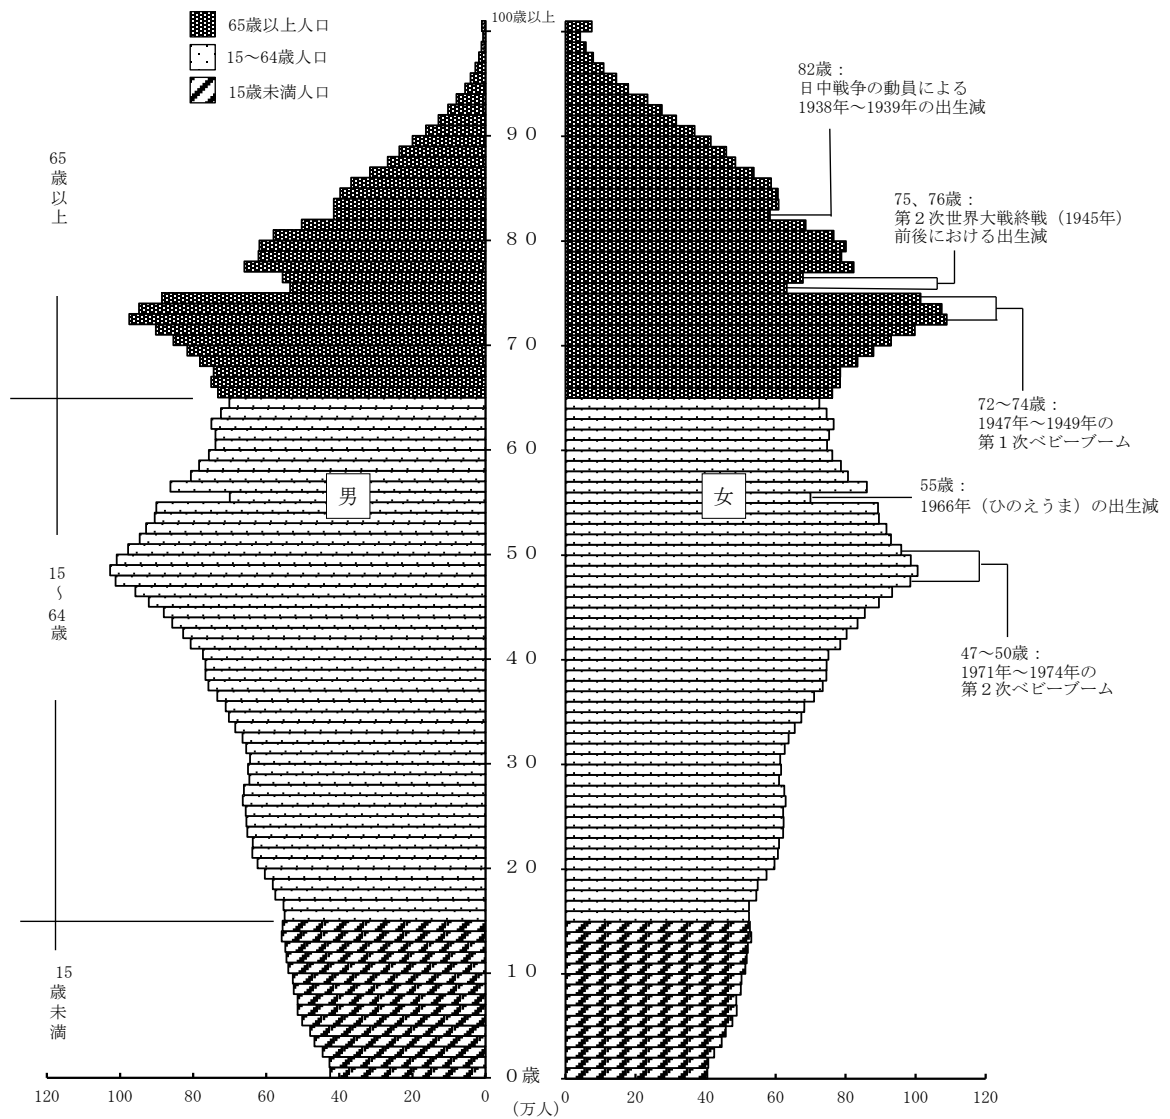 65歳以上人口
15～64歳人口
15歳未満人口
100歳以上
９０
８０
７０
６０
５０
４０
３０
２０
１０
０歳
65
歳
以
上
15
～
64
歳
15
歳
未
満
男
女
82歳：
日中戦争の動員による
1938年～1939年の出生減
75、76歳：
第２次世界大戦終戦（1945年）
前後における出生減
72～74歳：
1947年～1949年の
第１次ベビーブーム
55歳：
1966年（ひのえうま）の出生減
47～50歳：
1971年～1974年の
第２次ベビーブーム
120 100 80 60 40 20 0
（万人）
0 20 40 60 80 100 120